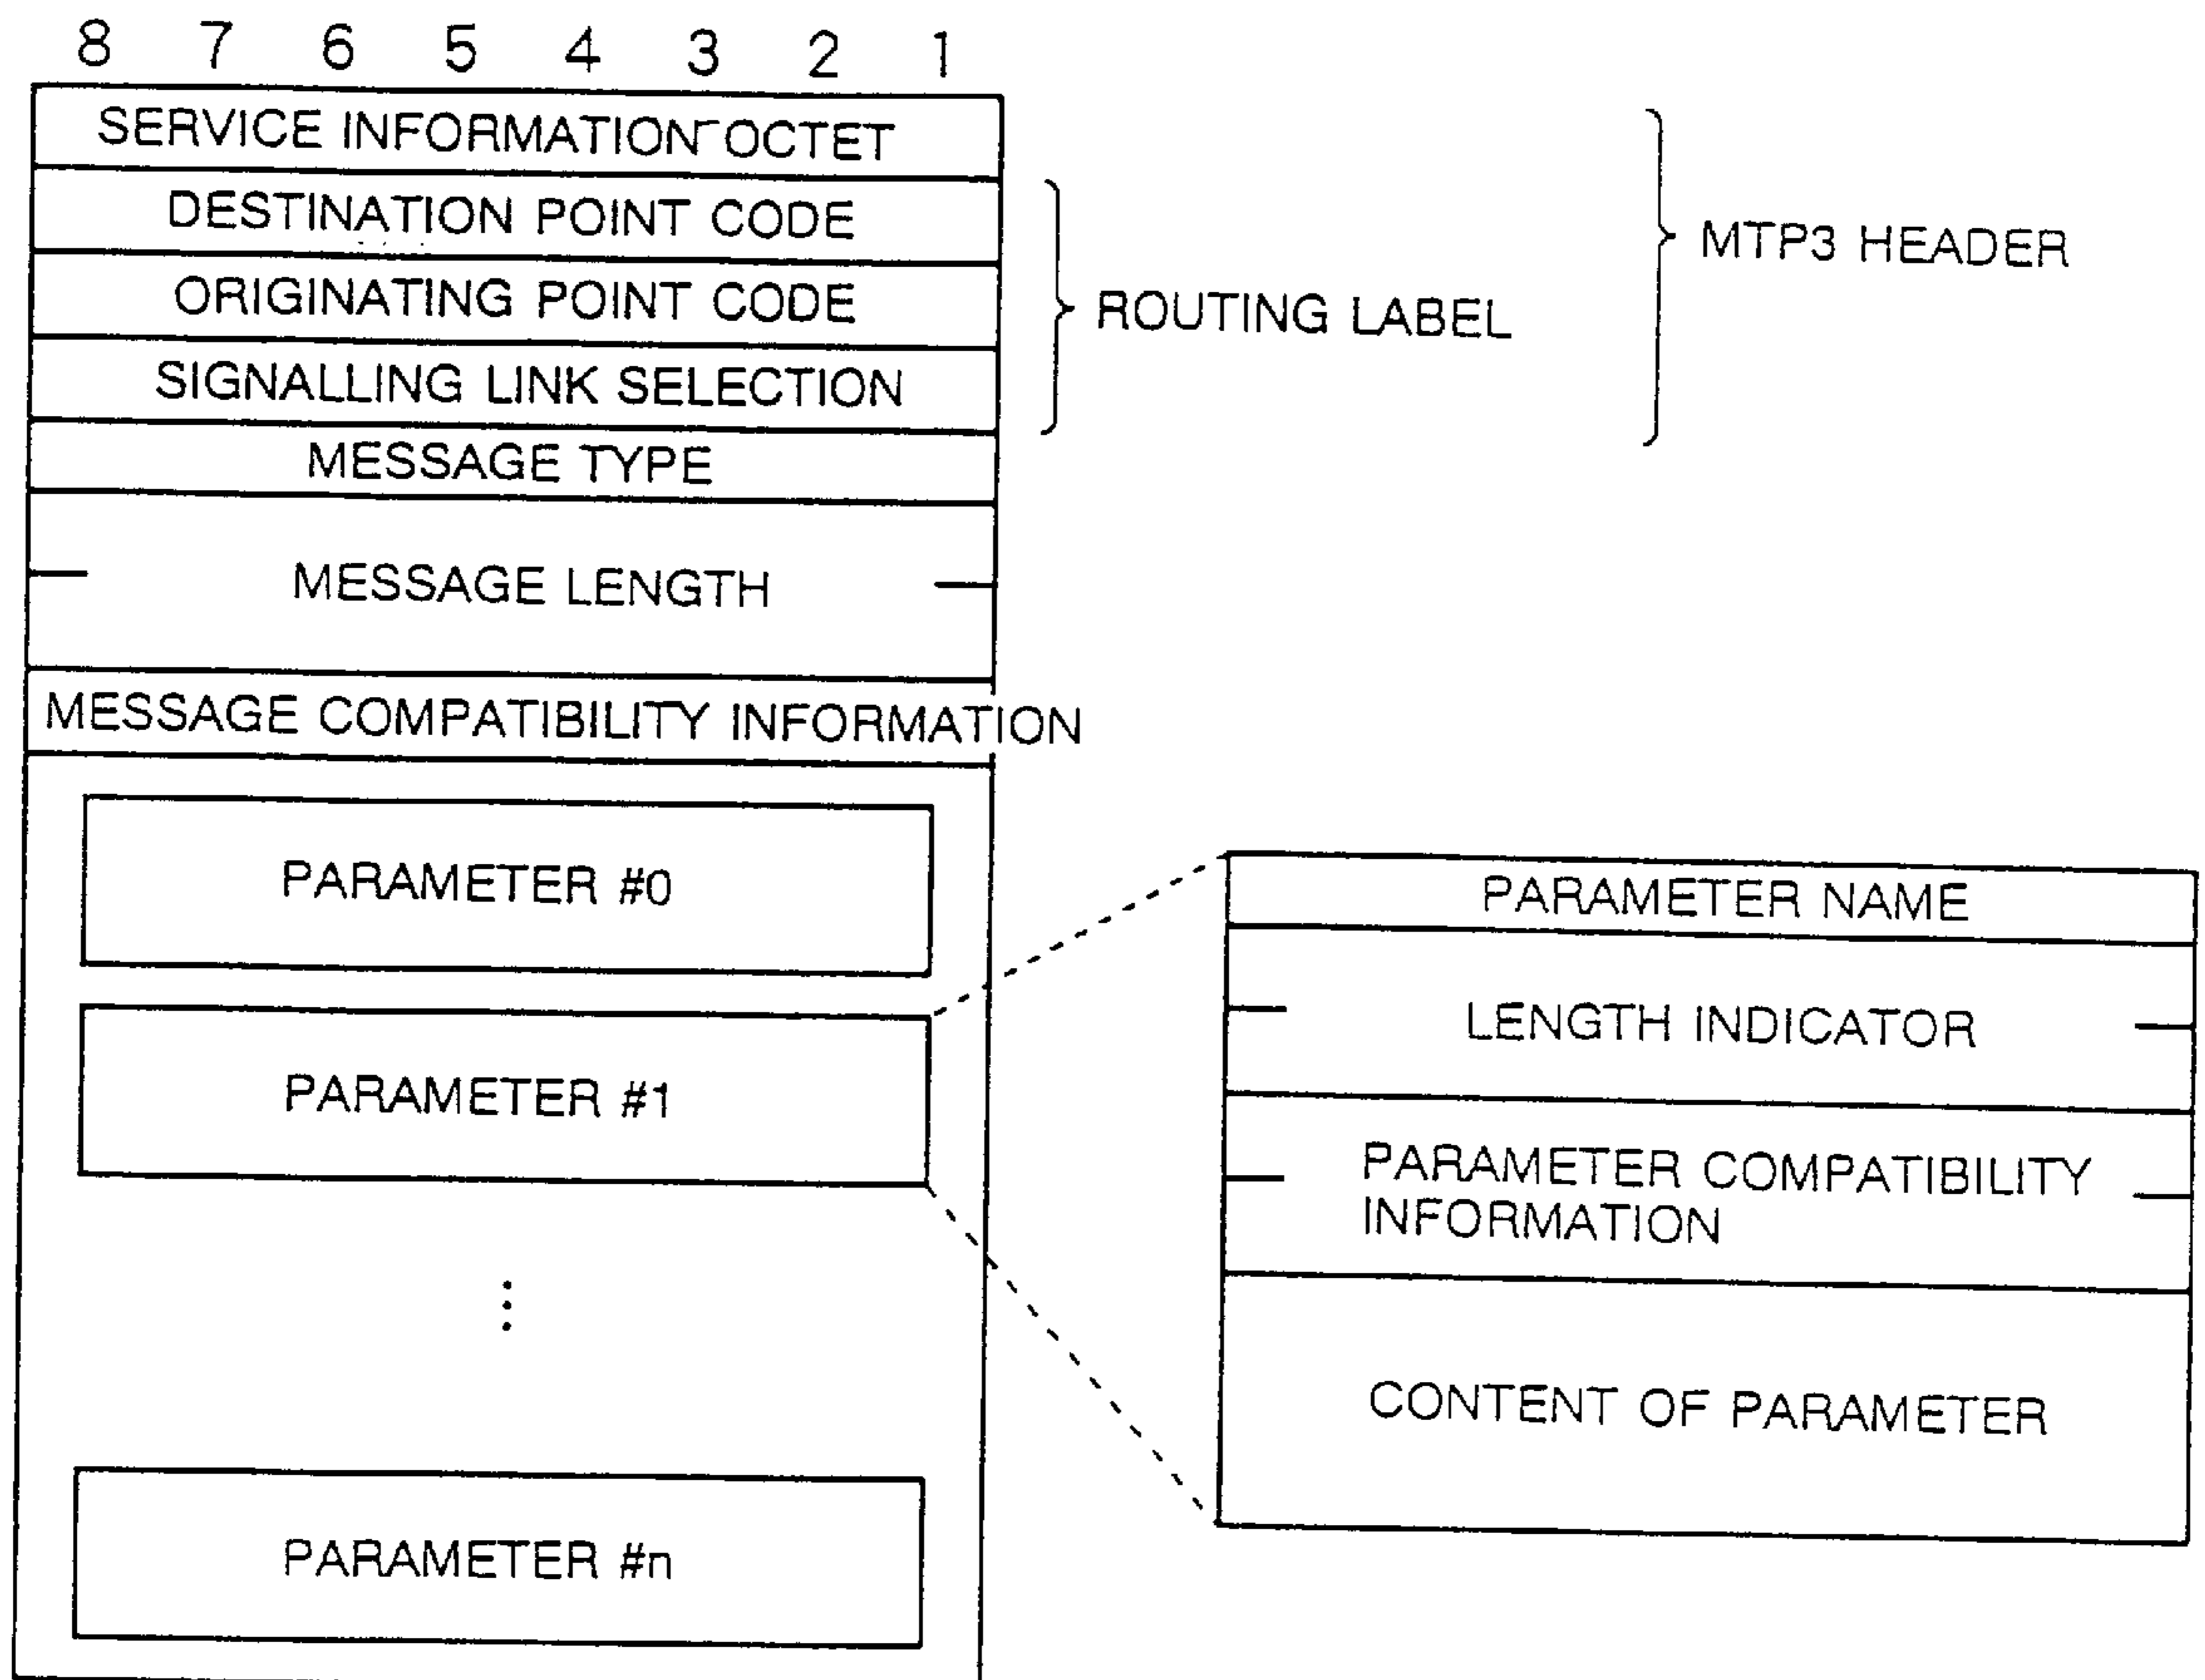 8 7 6 5 4 3 2 1
SERVICE INFORMATION OCTET
DESTINATION POINT CODE
ORIGINATING POINT CODE
SIGNALLING LINK SELECTION
ROUTING LABEL
MTP3 HEADER
MESSAGE TYPE
MESSAGE LENGTH
MESSAGE COMPATIBILITY INFORMATION
PARAMETER #0
PARAMETER #1
PARAMETER #n
PARAMETER NAME
LENGTH INDICATOR
PARAMETER COMPATIBILITY
INFORMATION
CONTENT OF PARAMETER